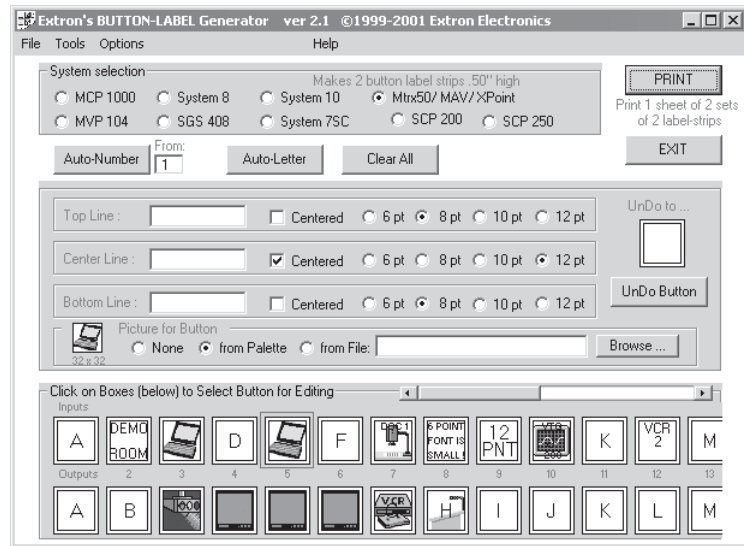 Extron's BUTTON-LABEL Generator ver 2.1 ©1999-2001 Extron Electronics
File Tools Options Help
System selection
Makes 2 button label strips .50" high
MCP 1000 System 8 System 10 Mtrx50/ MAV/ XPoint
MVP 104 SGS 408 System 7SC SCP 200 SCP 250
PRINT
Print 1 sheet of 2 sets
of 2 label-strips
EXIT
Auto-Number From: 1 Auto-Letter Clear All
Top Line : Centered 6 pt 8 pt 10 pt 12 pt
Center Line : Centered 6 pt 8 pt 10 pt 12 pt
Bottom Line : Centered 6 pt 8 pt 10 pt 12 pt
UnDo to ...
UnDo Button
Picture for Button
None from Palette from File: Browse ...
32 x 32
Click on Boxes (below) to Select Button for Editing
Inputs
A DEMO ROOM D F DOC 1 6 POINT FONT IS SMALL ! 12 PNT VTG 200 K VCR 2 M
Outputs 2 3 4 5 6 7 8 9 10 11 12 13
A B VCR H I J K L M